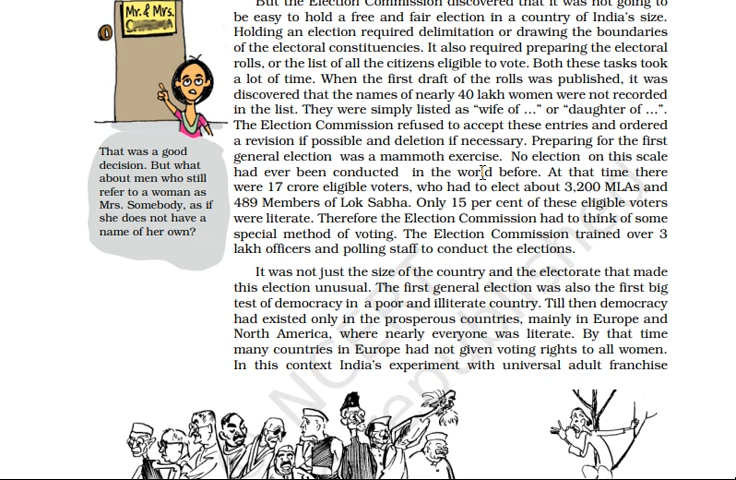 But the Election Commission discovered that it was not going to
be easy to hold a free and fair election in a country of India's size.
Holding an election required delimitation or drawing the boundaries
of the electoral constituencies. It also required preparing the electoral
rolls, or the list of all the citizens eligible to vote. Both these tasks took
a lot of time. When the first draft of the rolls was published, it was
discovered that the names of nearly 40 lakh women were not recorded
in the list. They were simply listed as “wife of ...” or “daughter of ...”.
The Election Commission refused to accept these entries and ordered
a revision if possible and deletion if necessary. Preparing for the first
general election was a mammoth exercise. No election on this scale
had ever been conducted in the world before. At that time there
were 17 crore eligible voters, who had to elect about 3,200 MLAs and
489 Members of Lok Sabha. Only 15 per cent of these eligible voters
were literate. Therefore the Election Commission had to think of some
special method of voting. The Election Commission trained over 3
lakh officers and polling staff to conduct the elections.
It was not just the size of the country and the electorate that made
this election unusual. The first general election was also the first big
test of democracy in a poor and illiterate country. Till then democracy
had existed only in the prosperous countries, mainly in Europe and
North America, where nearly everyone was literate. By that time
many countries in Europe had not given voting rights to all women.
In this context India's experiment with universal adult franchise
Mr. & Mrs.
That was a good
decision. But what
about men who still
refer to a woman as
Mrs. Somebody, as if
she does not have a
name of her own?
NCERT
republished